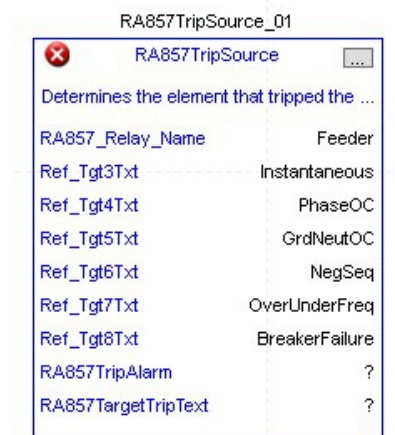 RA857TripSource_01
RA857TripSource ...
Determines the element that tripped the ...
RA857_Relay_Name Feeder
Ref_Tgt3Txt Instantaneous
Ref_Tgt4Txt PhaseOC
Ref_Tgt5Txt GrdNeutOC
Ref_Tgt6Txt NegSeq
Ref_Tgt7Txt OverUnderFreq
Ref_Tgt8Txt BreakerFailure
RA857TripAlarm ?
RA857TargetTripText ?